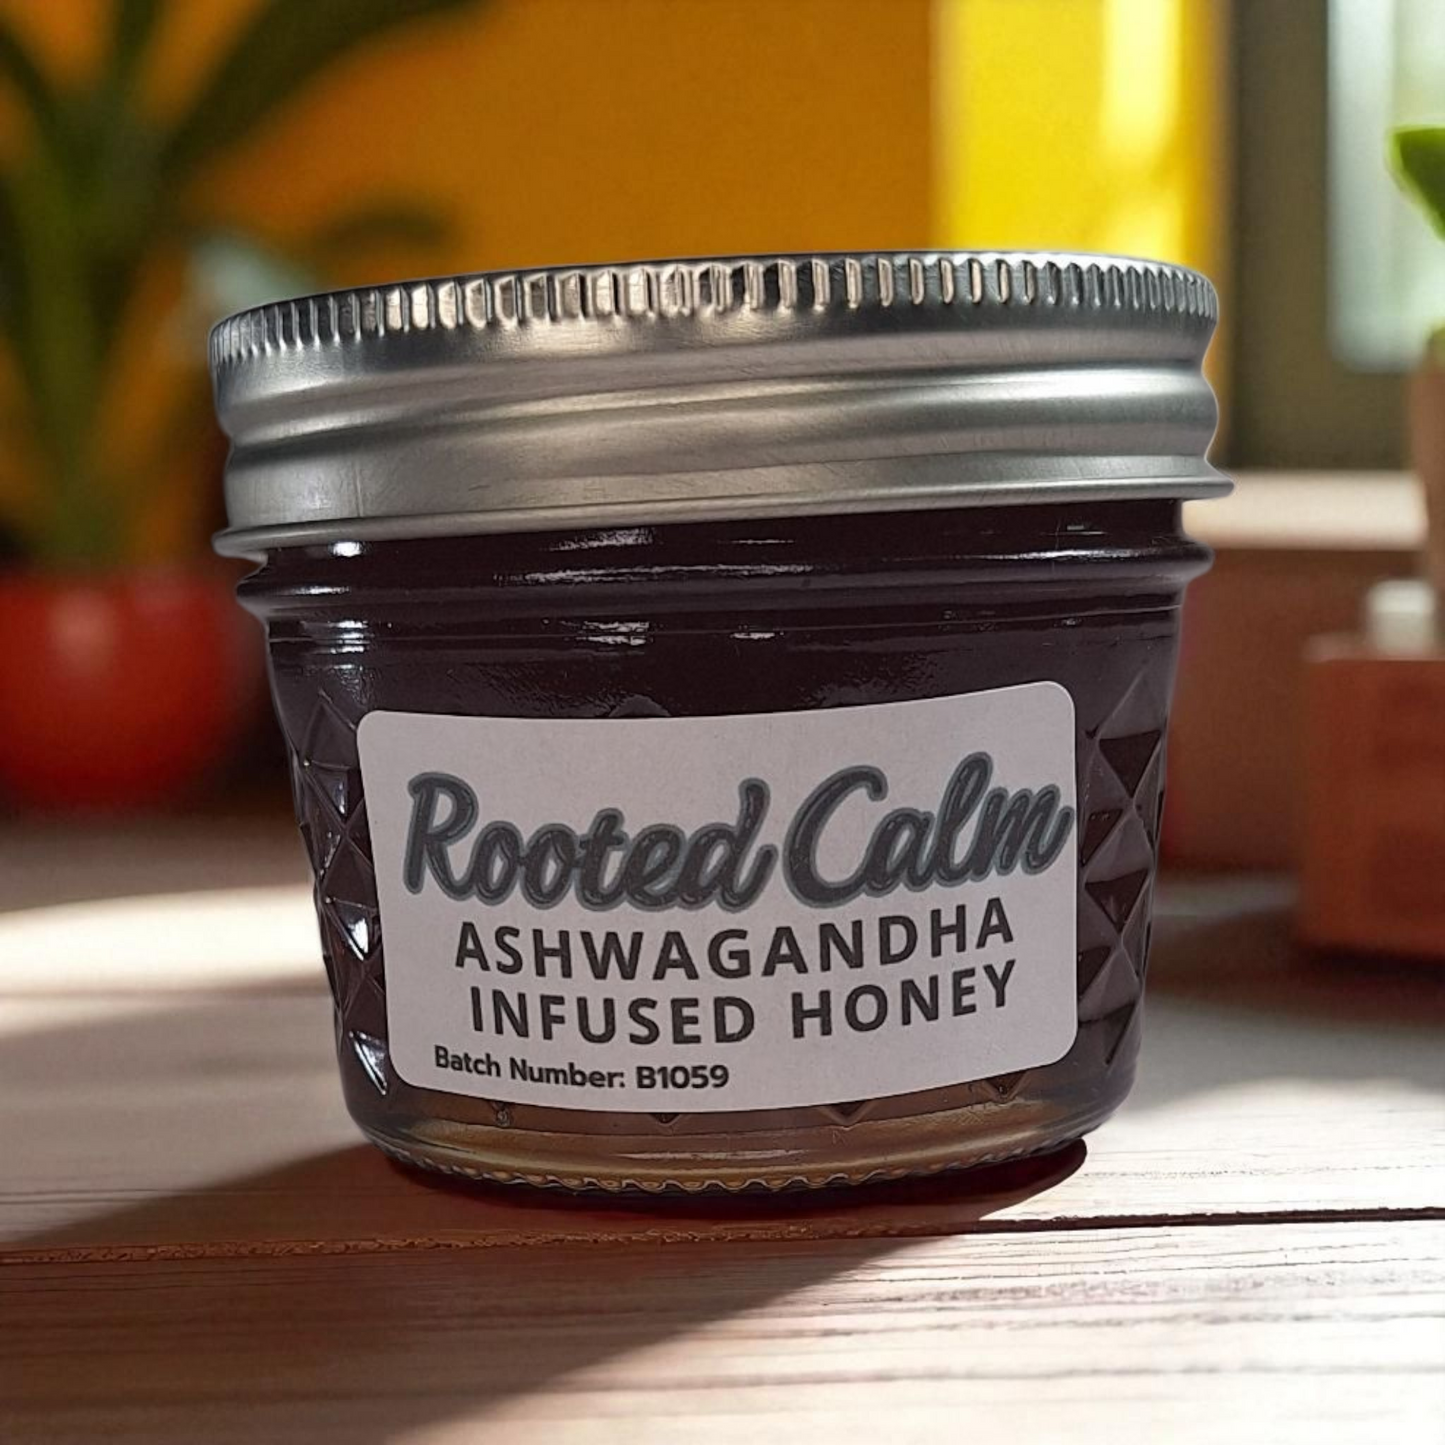 Rooted Calm
ASHWAGANDHA
INFUSED HONEY
Batch Number: B1059